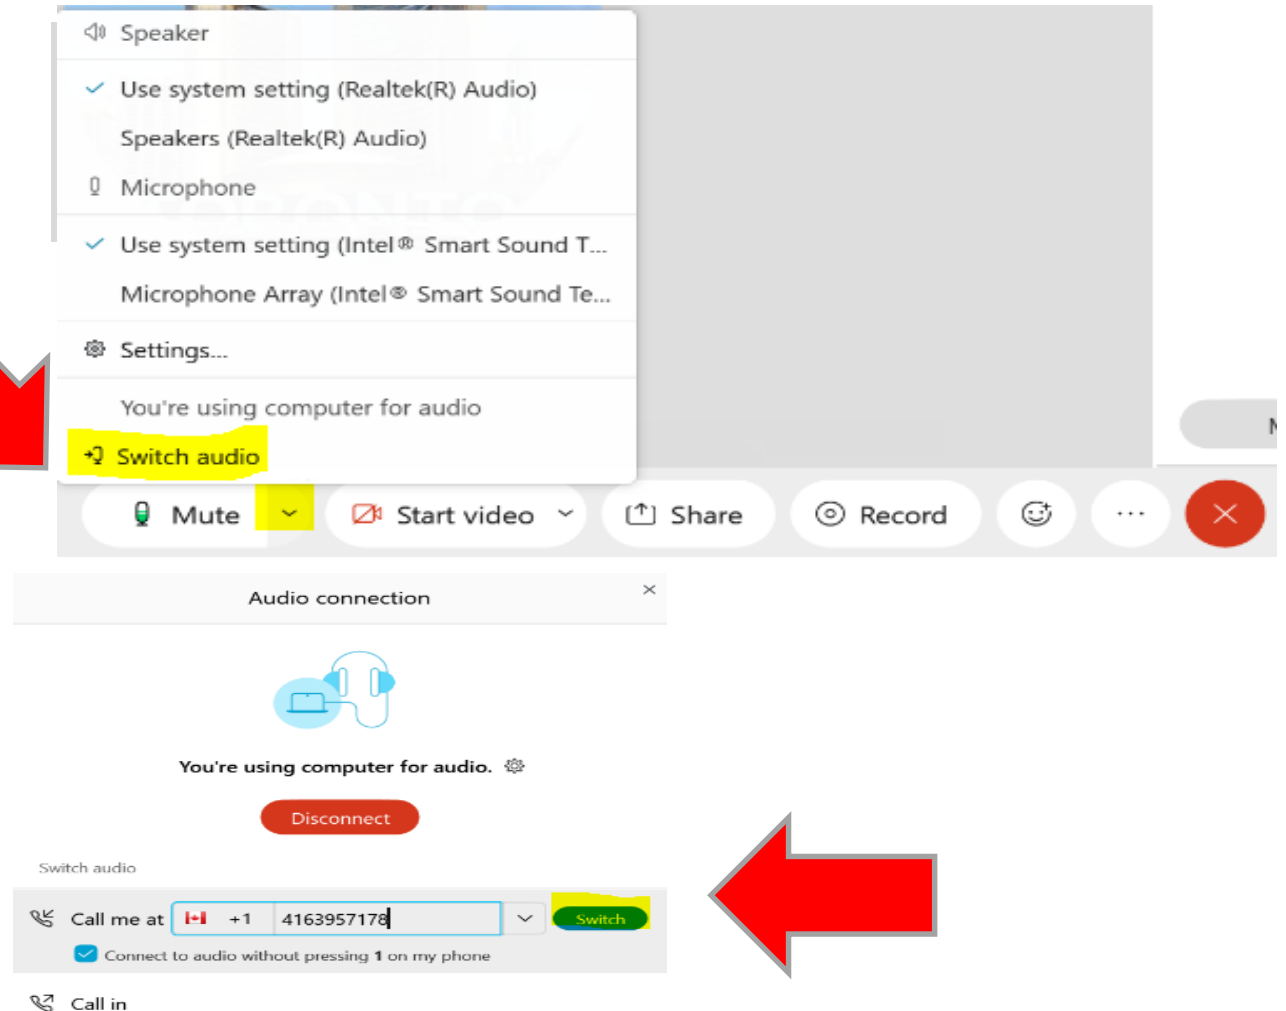 Speaker
Use system setting (Realtek(R) Audio)
Speakers (Realtek(R) Audio)
Microphone
Use system setting (Intel® Smart Sound T...
Microphone Array (Intel® Smart Sound Te...
Settings...
You're using computer for audio
Switch audio
Mute Start video Share Record
Audio connection
You're using computer for audio.
Disconnect
Switch audio
Call me at +1 4163957178 Switch
Connect to audio without pressing 1 on my phone
Call in